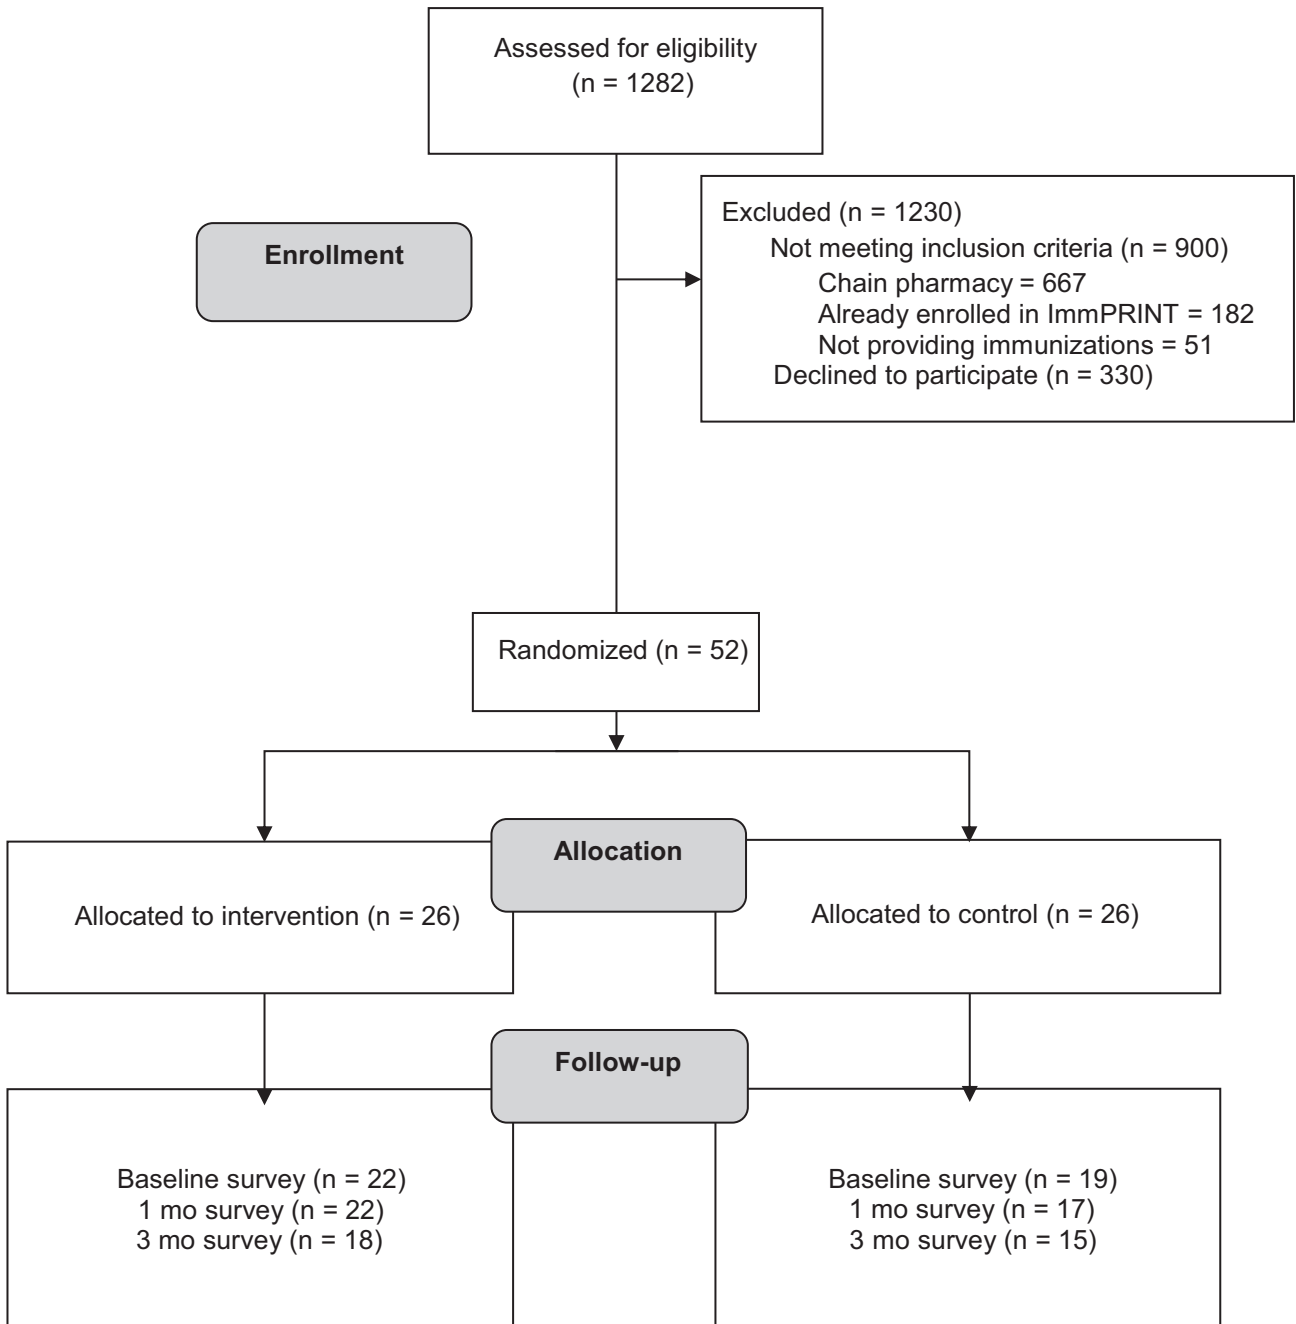 Assessed for eligibility
(n = 1282)
Enrollment
Excluded (n = 1230)
Not meeting inclusion criteria (n = 900)
Chain pharmacy = 667
Already enrolled in ImmPRINT = 182
Not providing immunizations = 51
Declined to participate (n = 330)
Randomized (n = 52)
Allocation
Allocated to intervention (n = 26)
Allocated to control (n = 26)
Follow-up
Baseline survey (n = 22)
1 mo survey (n = 22)
3 mo survey (n = 18)
Baseline survey (n = 19)
1 mo survey (n = 17)
3 mo survey (n = 15)